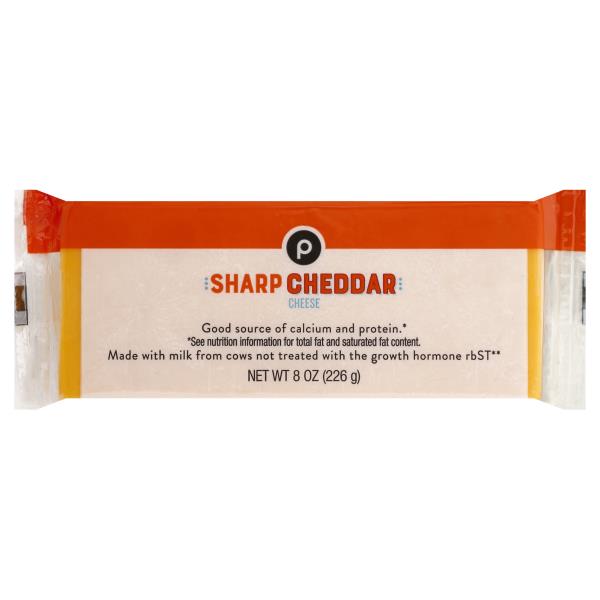 p
SHARP CHEDDAR
CHEESE
Good source of calcium and protein.*
*See nutrition information for total fat and saturated fat content.
Made with milk from cows not treated with the growth hormone rbST**
NET WT 8 OZ (226 g)